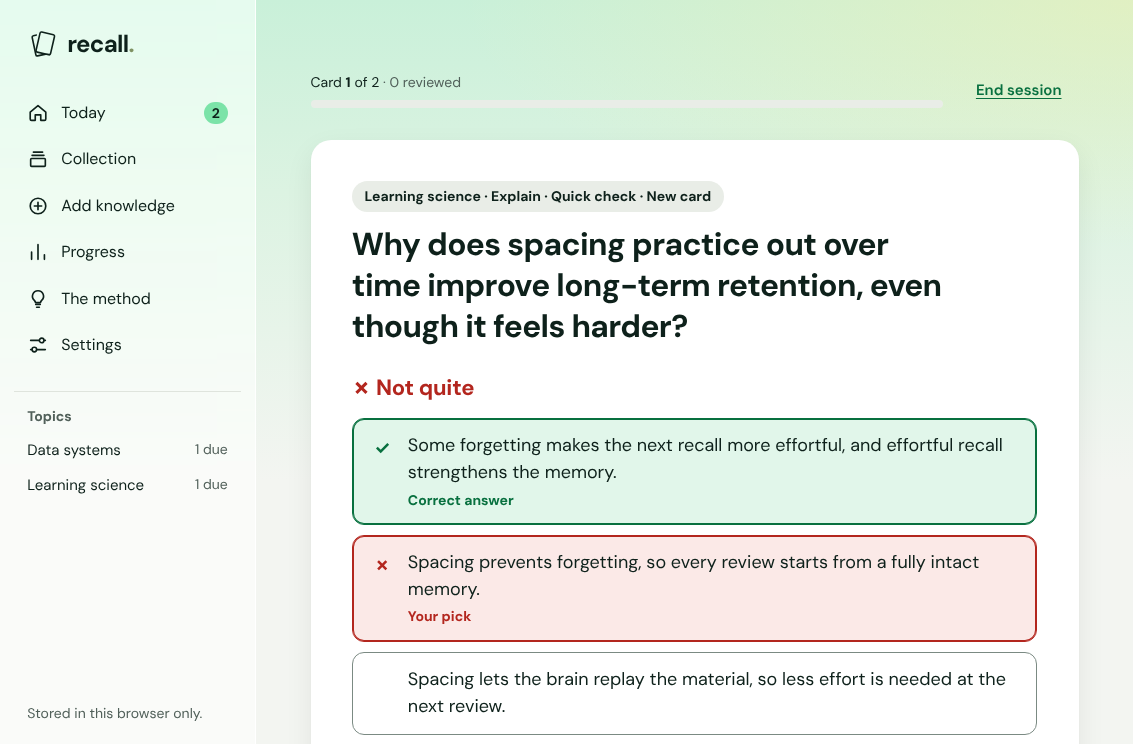 recall.
Today 2
Collection
Add knowledge
Progress
The method
Settings
Topics
Data systems 1 due
Learning science 1 due
Stored in this browser only.
Card 1 of 2 · 0 reviewed
End session
Learning science · Explain · Quick check · New card
Why does spacing practice out over
time improve long-term retention, even
though it feels harder?
Not quite
Some forgetting makes the next recall more effortful, and effortful recall
strengthens the memory.
Correct answer
Spacing prevents forgetting, so every review starts from a fully intact
memory.
Your pick
Spacing lets the brain replay the material, so less effort is needed at the
next review.